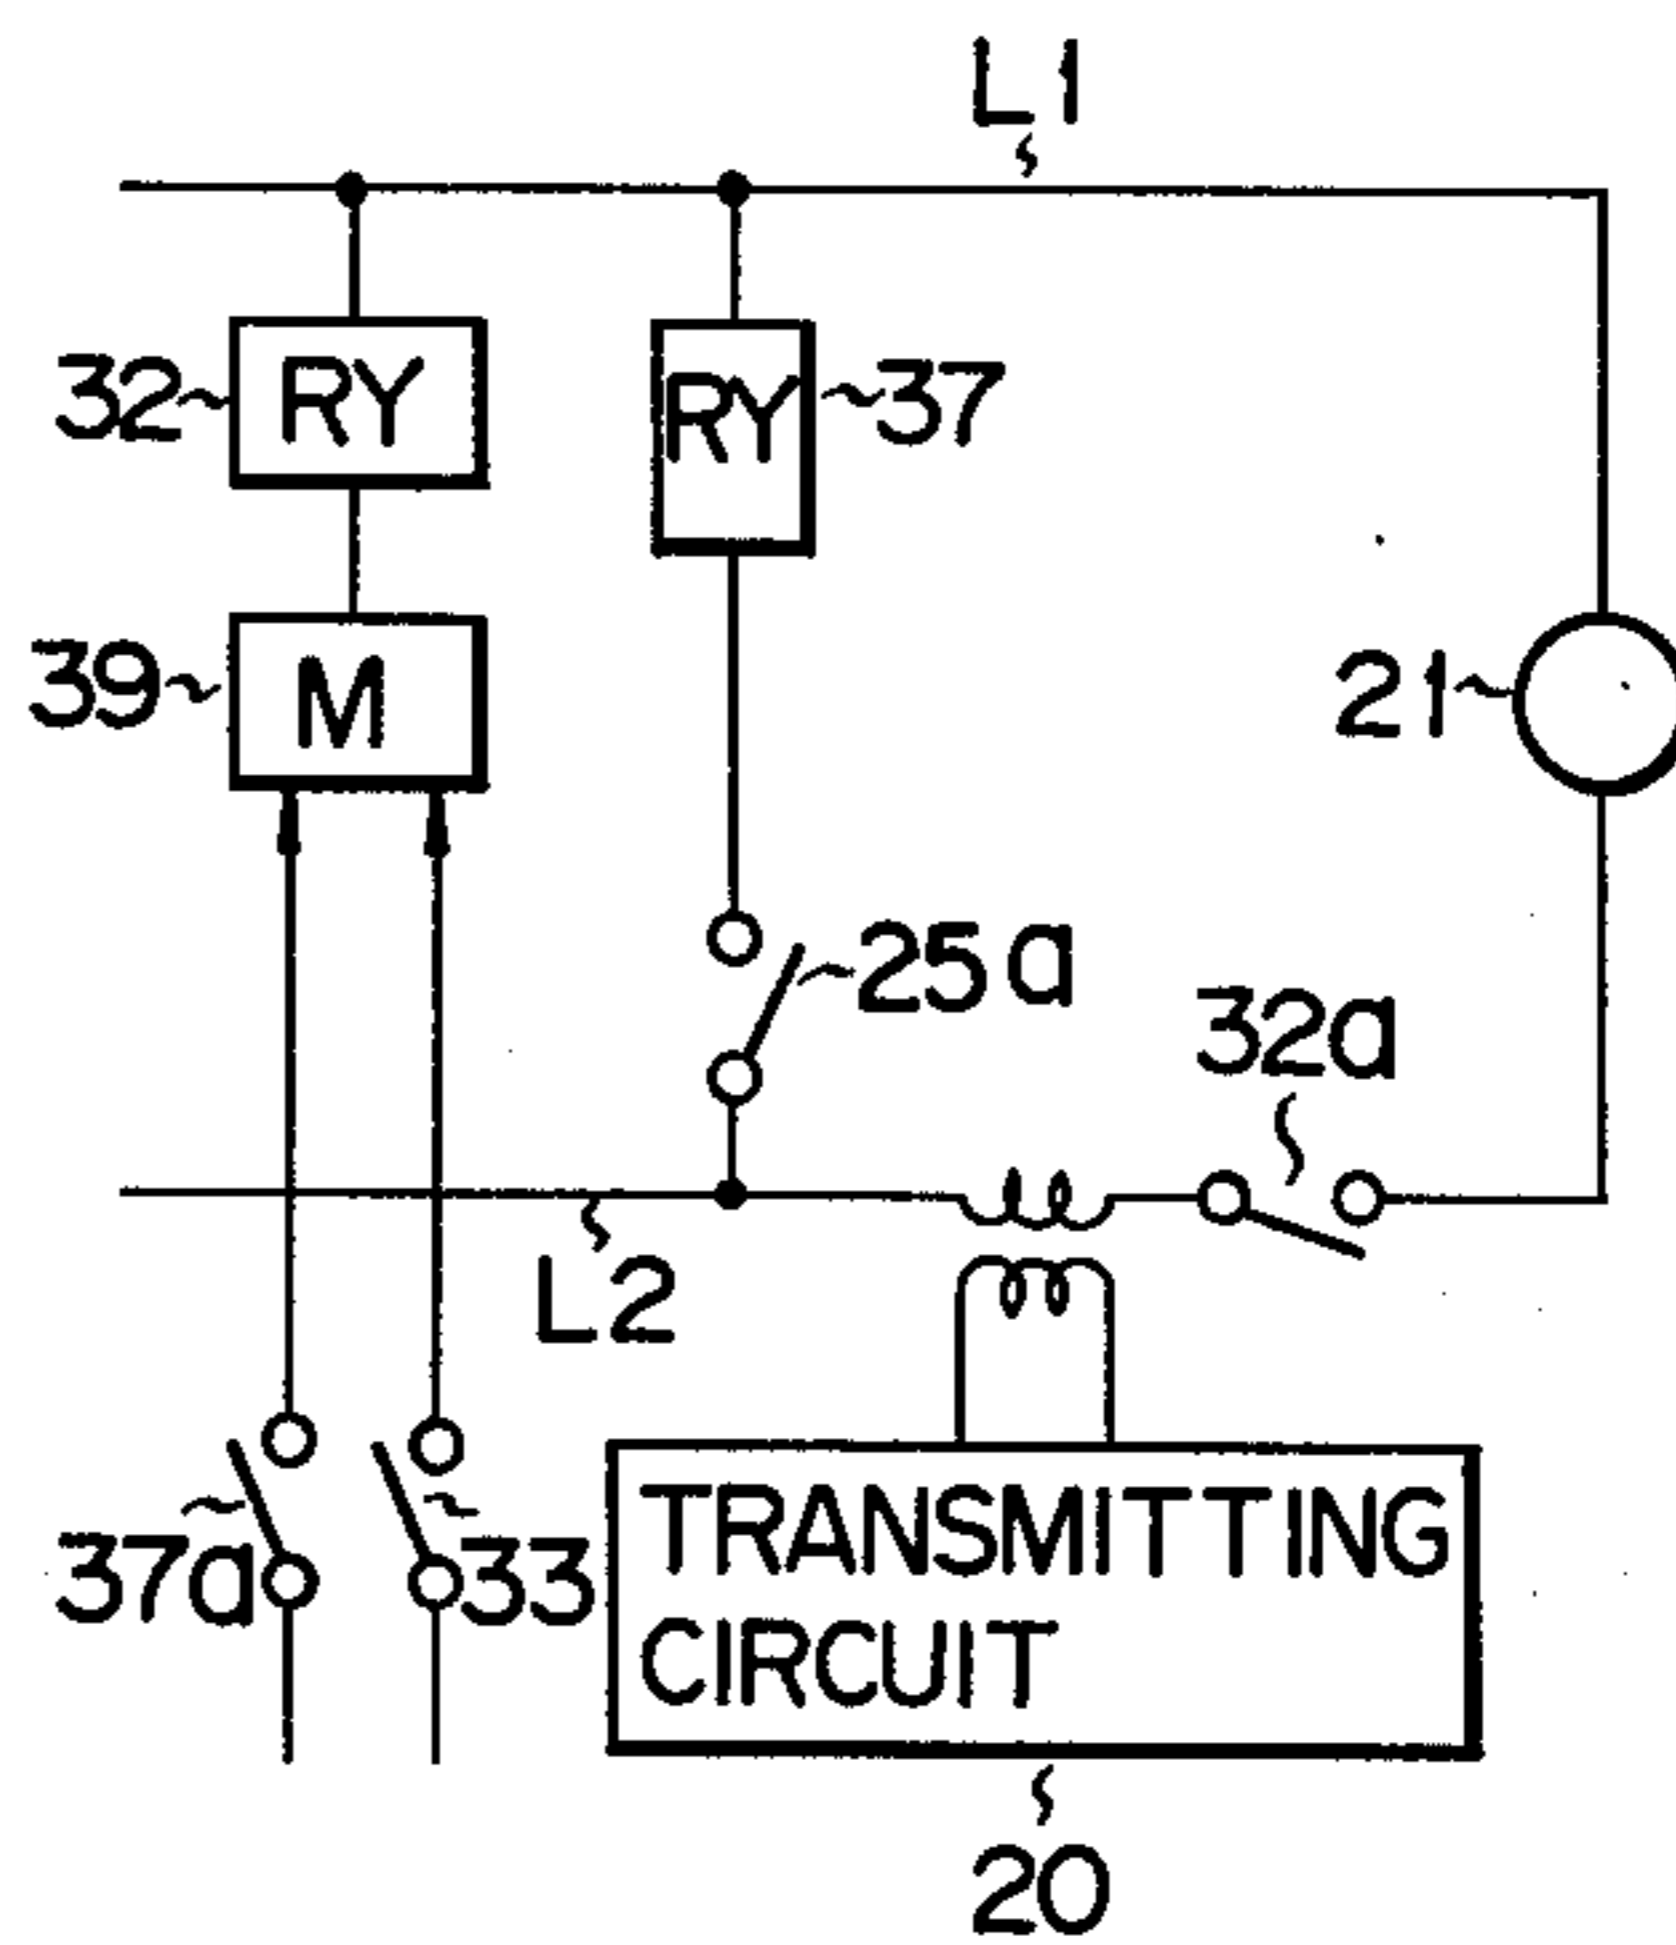 L1
32
RY
RY
37
39
M
21
25a
32a
L2
37a
33
TRANSMITTING
CIRCUIT
20